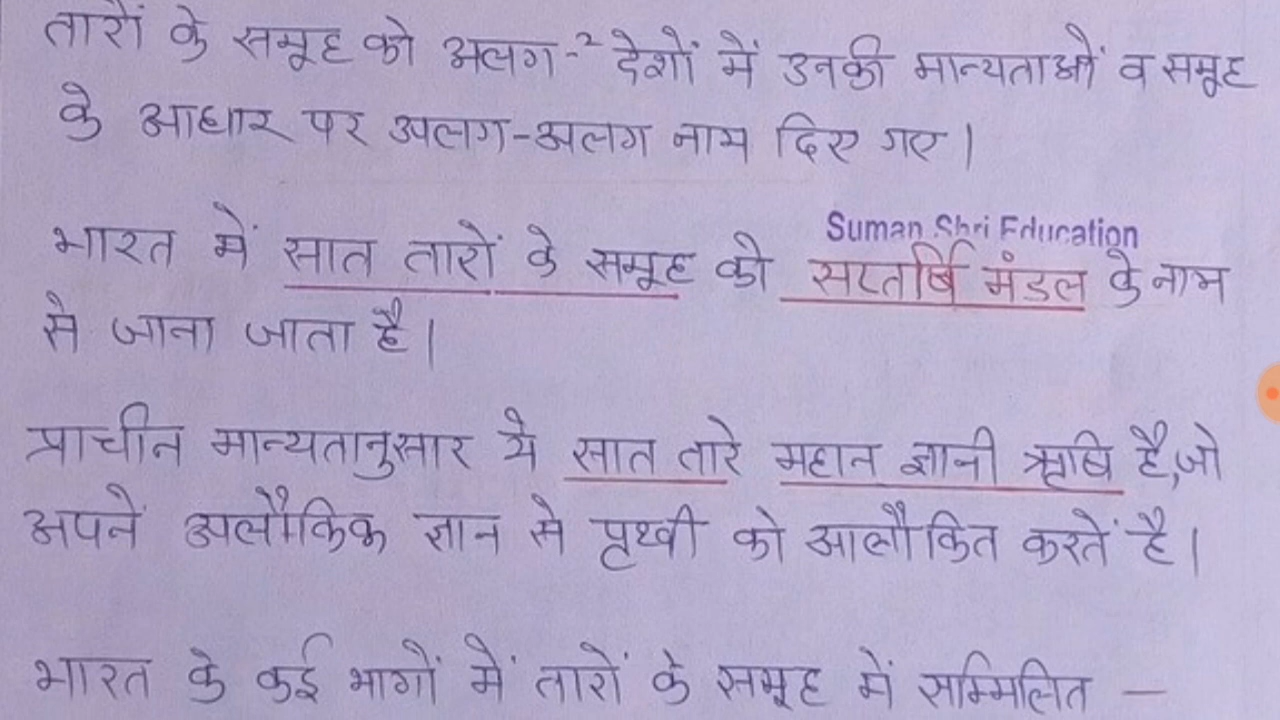 तारों के समूह को अलग-² देशों में उनकी मान्यताओं व समूह
के आधार पर अलग-अलग नाम दिए गए।
Suman Shri Education
भारत में सात तारों के समूह को सप्तर्षि मंडल के नाम
से जाना जाता है।
प्राचीन मान्यतानुसार ये सात तारे महान ज्ञानी ऋषि है,जो
अपनें अलौकिक ज्ञान से पृथ्वी को आलौकित करतें है।
भारत के कई भागों में तारों के समूह में सम्मिलित –